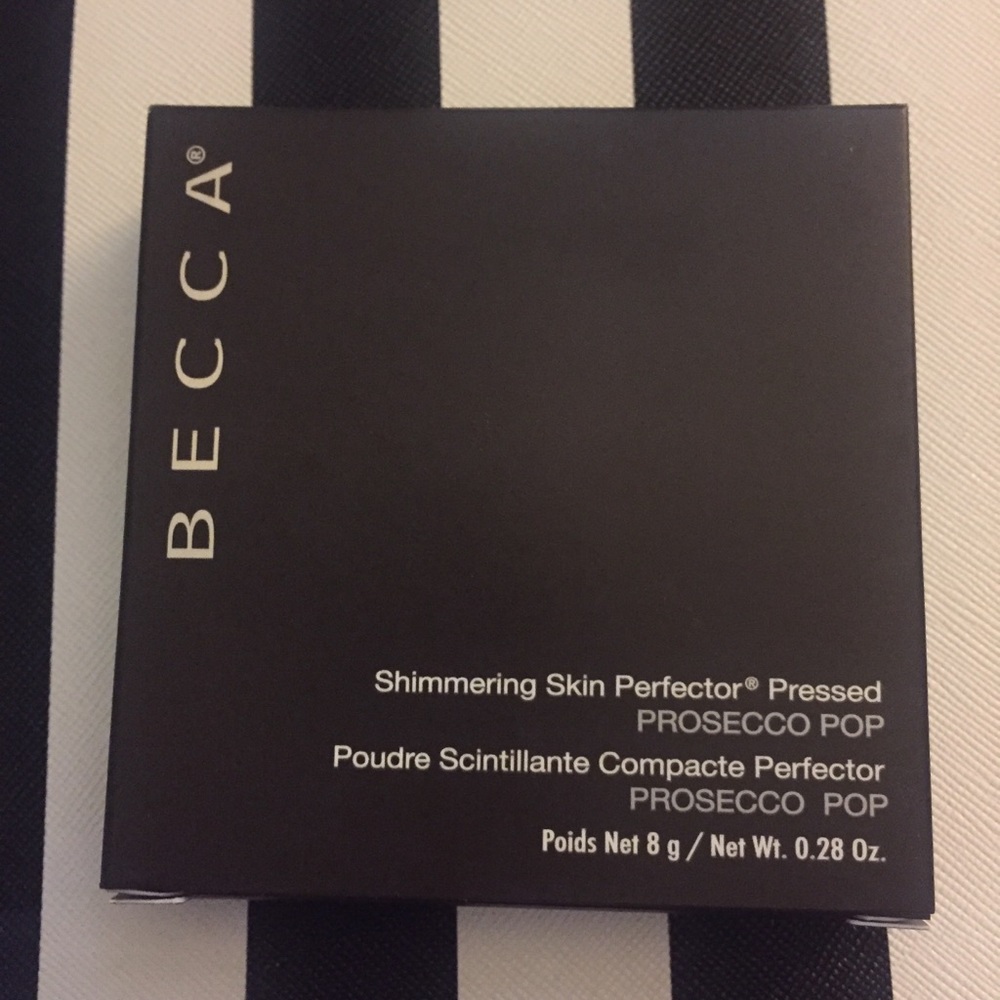 BECCA®
Shimmering Skin Perfector® Pressed
PROSECCO POP
Poudre Scintillante Compacte Perfector
PROSECCO POP
Poids Net 8 g / Net Wt. 0.28 Oz.